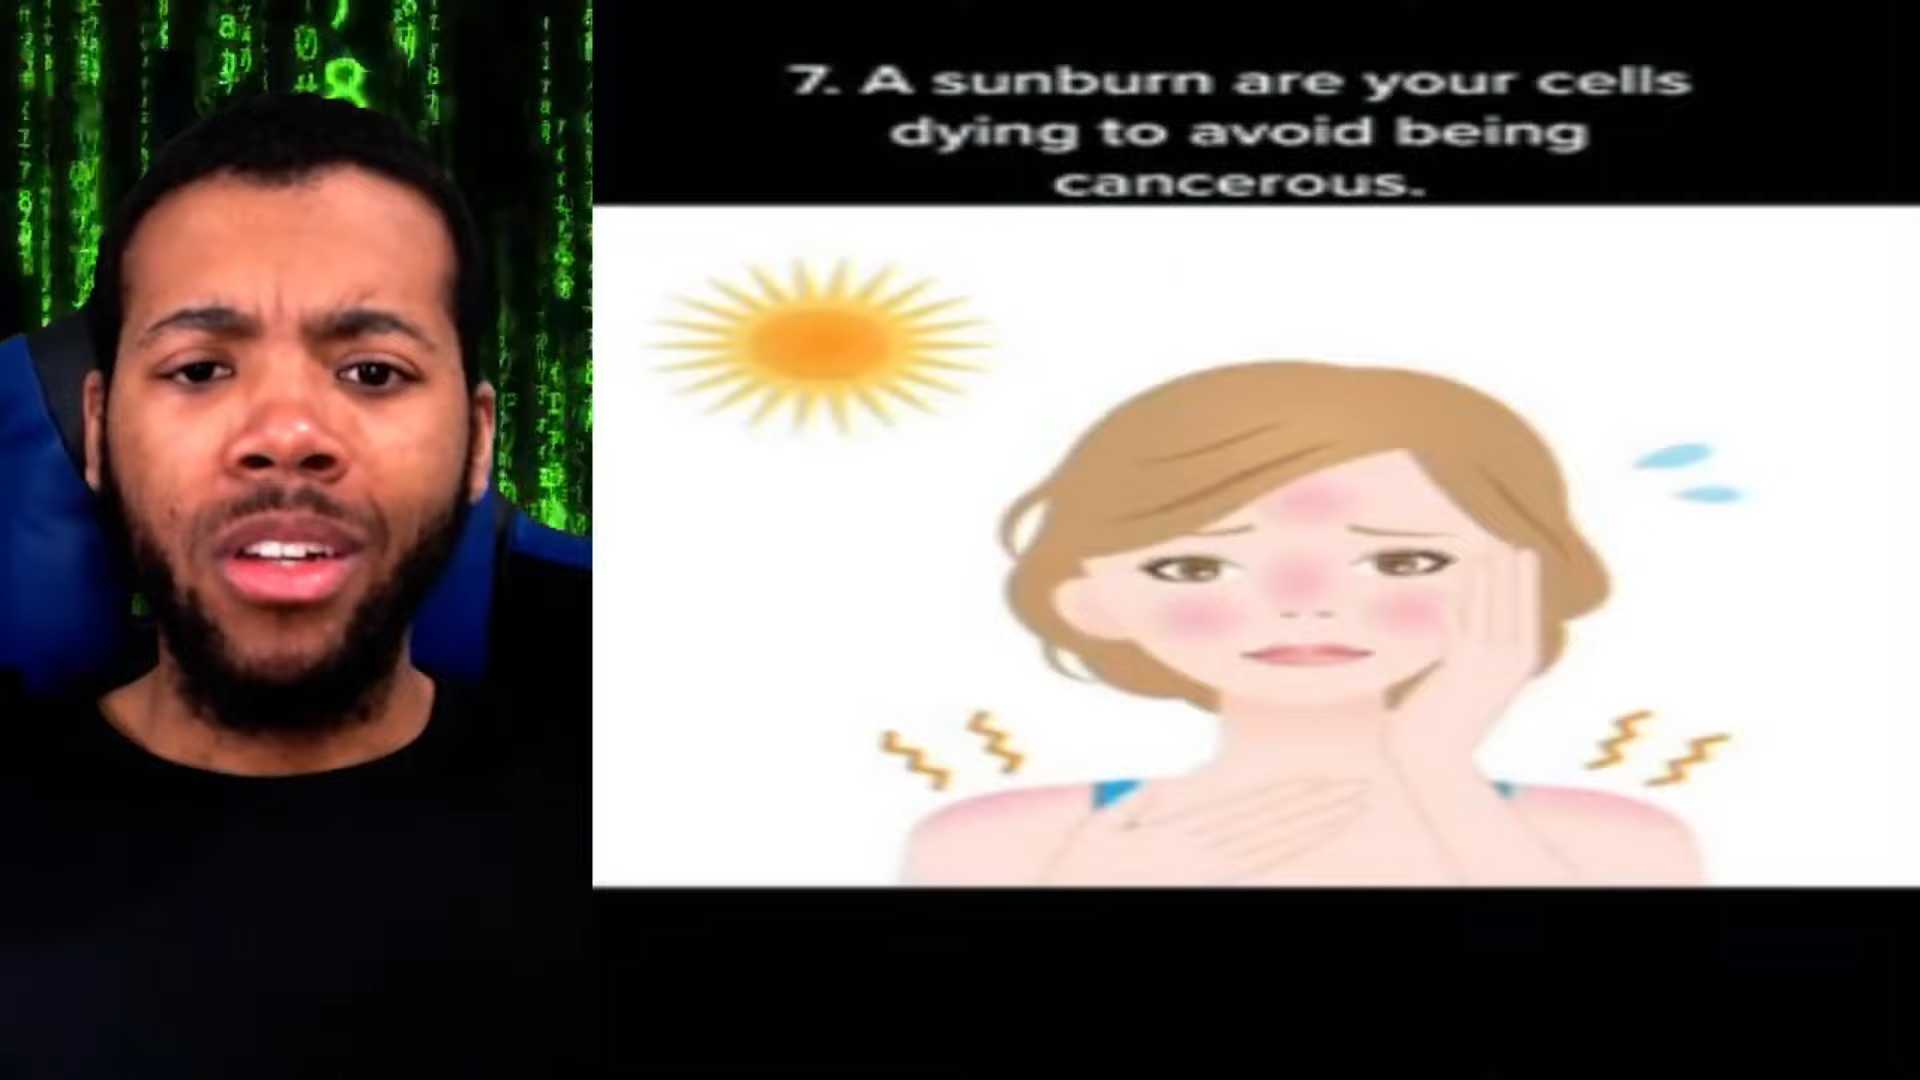 7. A sunburn are your cells
dying to avoid being
cancerous.